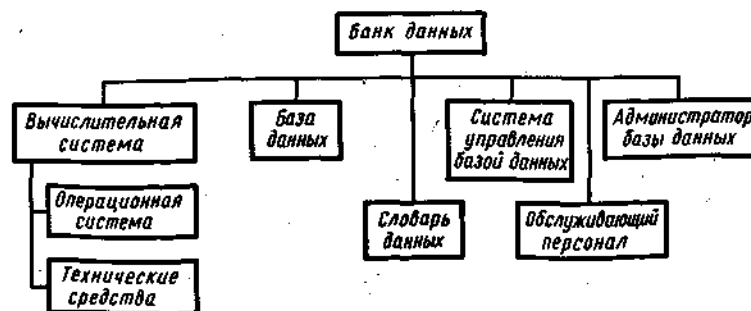 Банк данных
Вычислительная
система
База
данных
Система
управления
базой данных
Администратор
базы данных
Операционная
система
Словарь
данных
Обслуживающий
персонал
Технические
средства